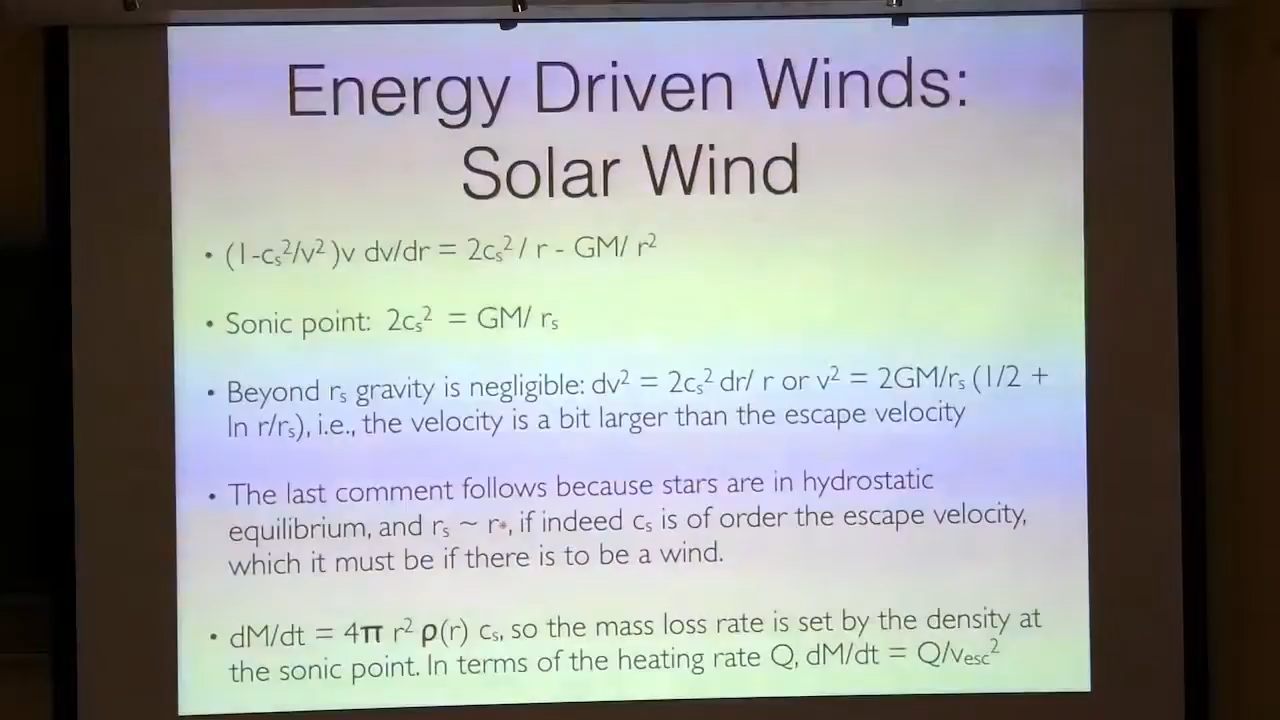 Energy Driven Winds:
Solar Wind
• (1-cₛ²/v² )v dv/dr = 2cₛ² / r - GM/ r²
• Sonic point: 2cₛ² = GM/ rₛ
• Beyond rₛ gravity is negligible: dv² = 2cₛ² dr/ r or v² = 2GM/rₛ (1/2 +
ln r/rₛ), i.e., the velocity is a bit larger than the escape velocity
• The last comment follows because stars are in hydrostatic
equilibrium, and rₛ ~ r*, if indeed cₛ is of order the escape velocity,
which it must be if there is to be a wind.
• dM/dt = 4π r² ρ(r) cₛ, so the mass loss rate is set by the density at
the sonic point. In terms of the heating rate Q, dM/dt = Q/vₑₛc²